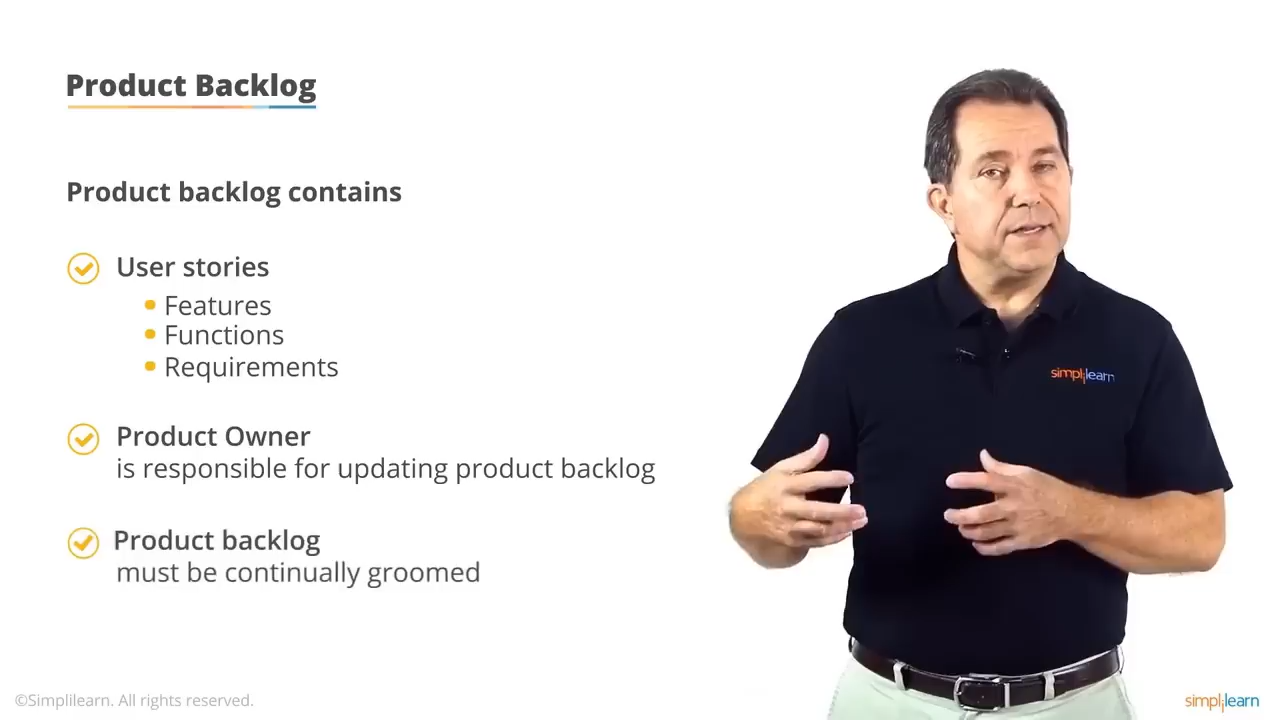 Product Backlog
Product backlog contains
User stories
Features
Functions
Requirements
Product Owner
is responsible for updating product backlog
Product backlog
must be continually groomed
simplilearn
©Simplilearn. All rights reserved.
simplilearn